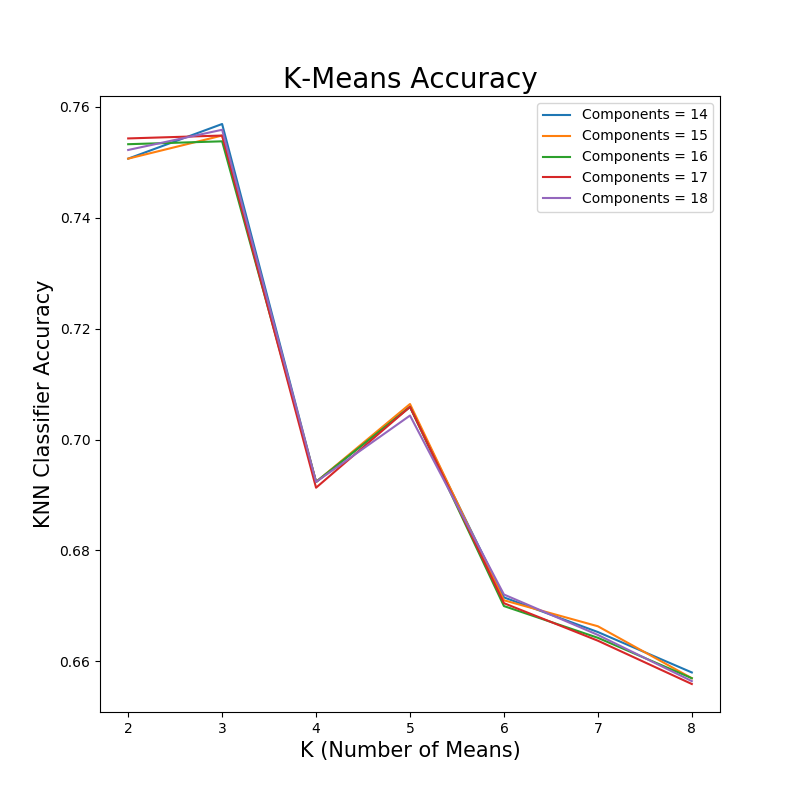 K-Means Accuracy
Components = 14
Components = 15
Components = 16
Components = 17
Components = 18
KNN Classifier Accuracy
0.76
0.74
0.72
0.70
0.68
0.66
2 3 4 5 6 7 8
K (Number of Means)